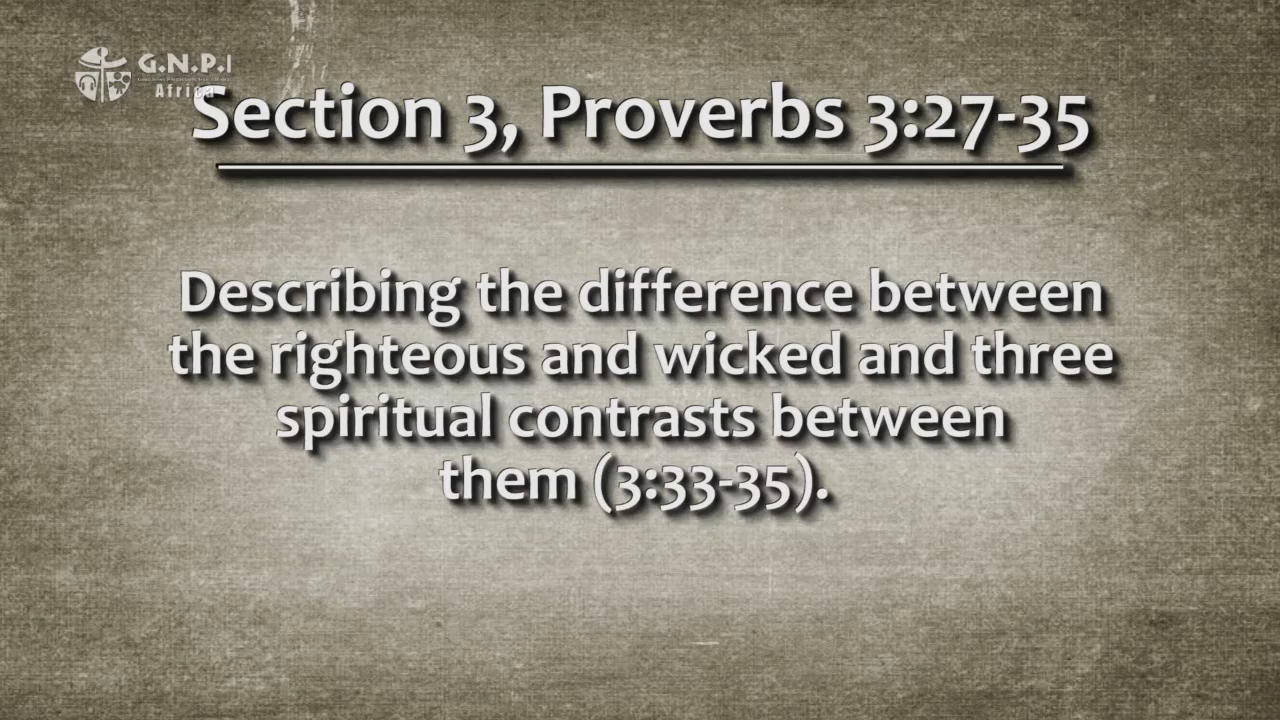 G.N.P.I
Africa
Section 3, Proverbs 3:27-35
Describing the difference between
the righteous and wicked and three
spiritual contrasts between
them (3:33-35).